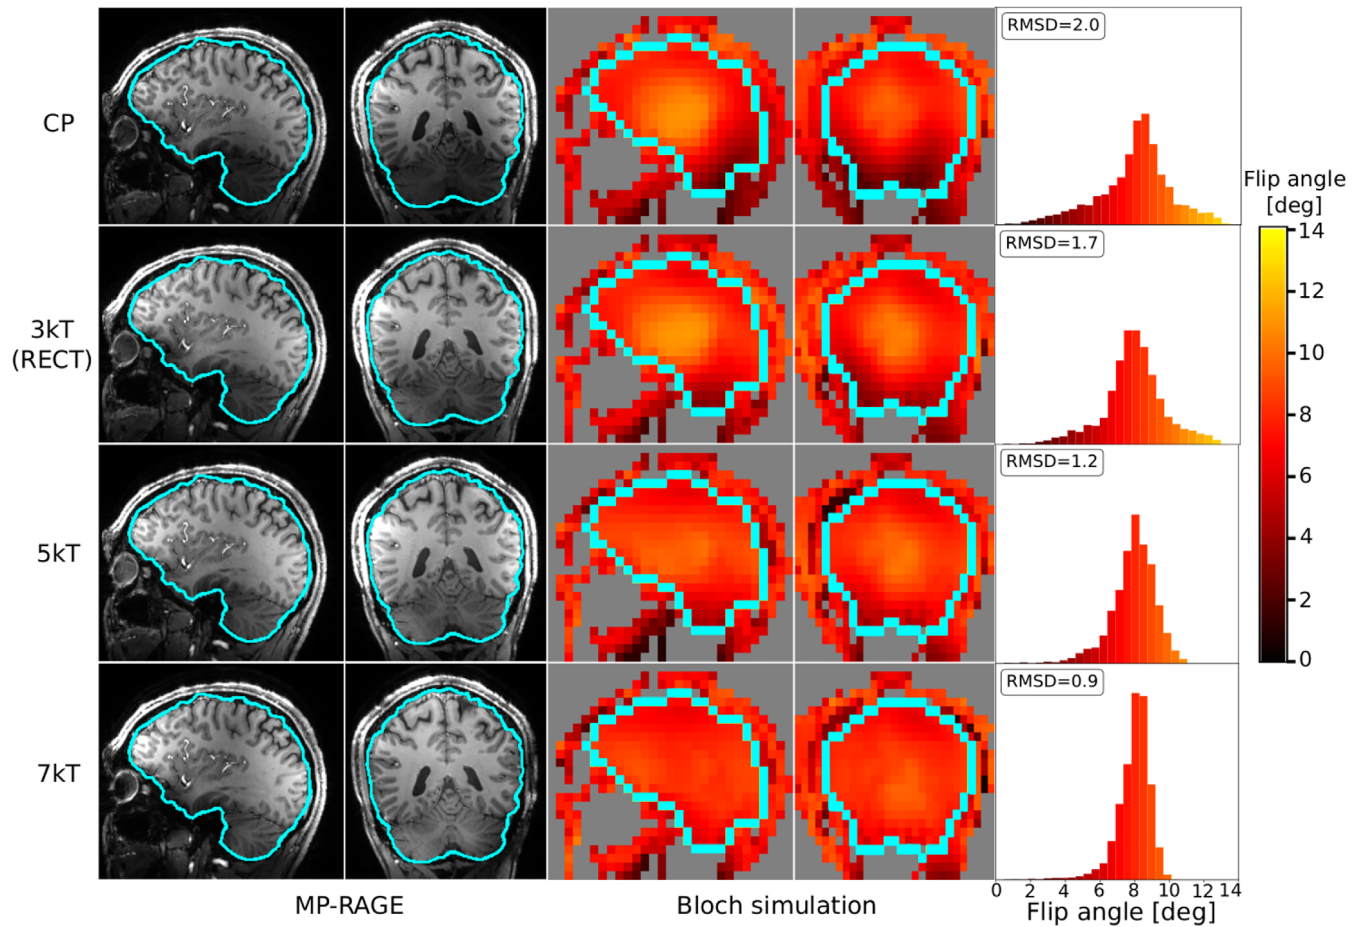 CP
RMSD=2.0
Flip angle
[deg]
3kT
(RECT)
RMSD=1.7
14
12
10
8
6
4
2
0
5kT
RMSD=1.2
7kT
RMSD=0.9
0 2 4 6 8 10 12 14
MP-RAGE
Bloch simulation
Flip angle [deg]